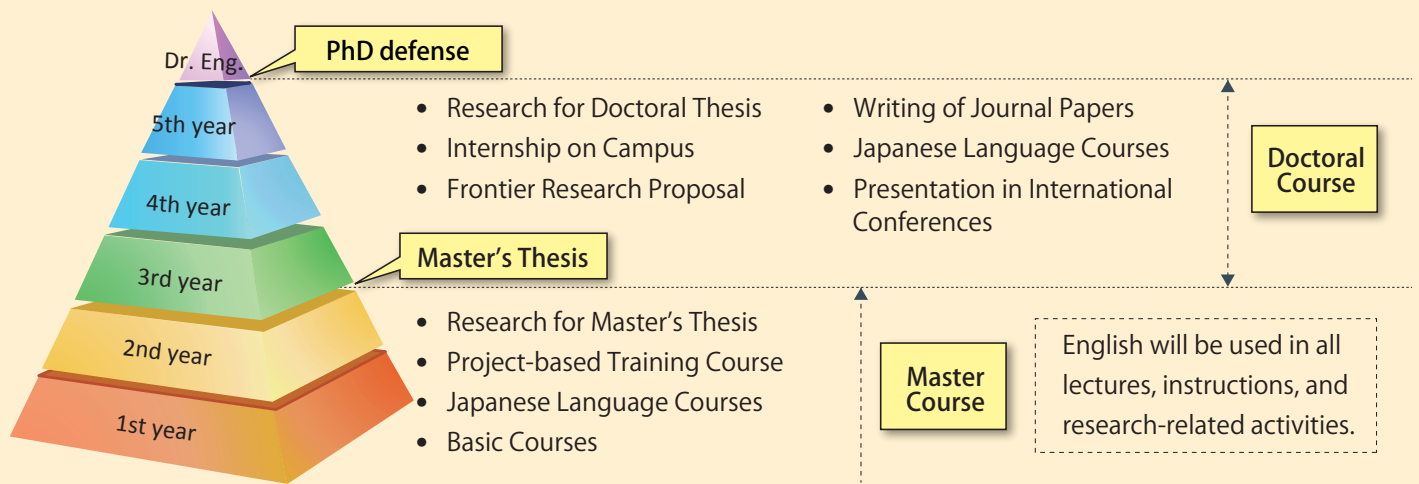 Dr. Eng.
5th year
4th year
3rd year
2nd year
1st year
PhD defense
• Research for Doctoral Thesis
• Internship on Campus
• Frontier Research Proposal
• Writing of Journal Papers
• Japanese Language Courses
• Presentation in International
Conferences
Doctoral
Course
Master's Thesis
• Research for Master's Thesis
• Project-based Training Course
• Japanese Language Courses
• Basic Courses
Master
Course
English will be used in all
lectures, instructions, and
research-related activities.